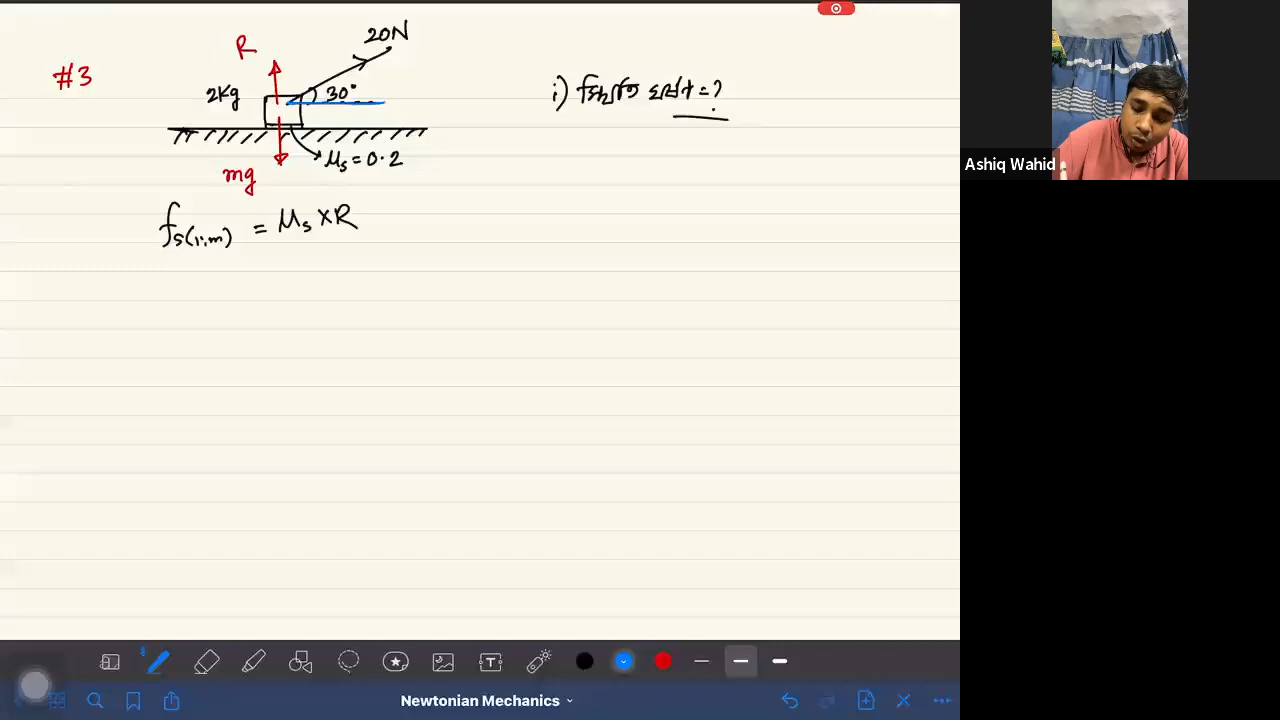 #3
R
20N
2Kg
30°
μs = 0.2
mg
fs(lim) = μs × R
i) স্থিতি ঘর্ষণ = ?
Ashiq Wahid
Newtonian Mechanics